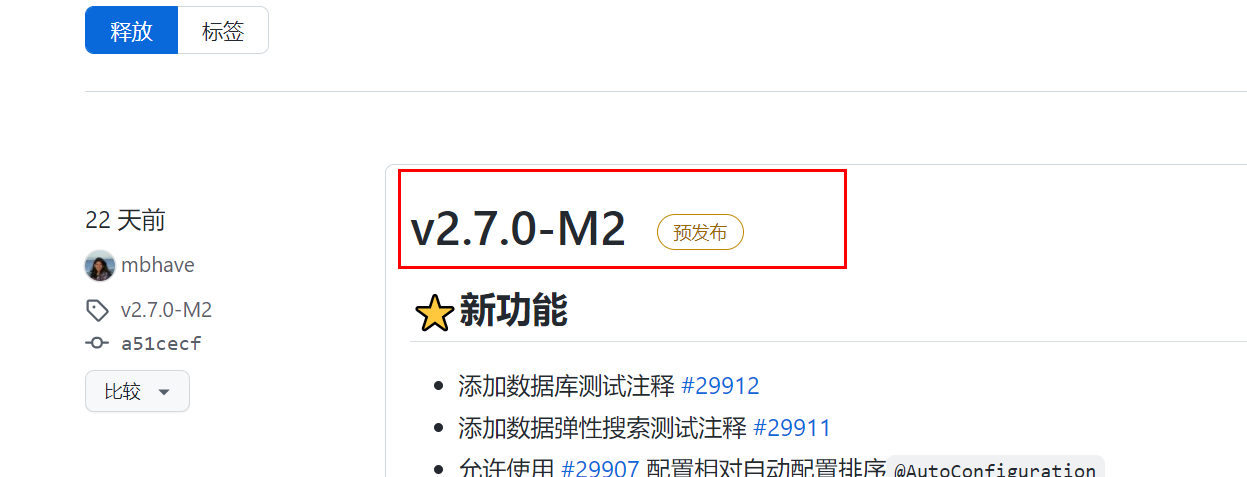 释放 标签
22 天前
mbhave
v2.7.0-M2
a51cecf
比较
v2.7.0-M2 预发布
新功能
添加数据库测试注释 #29912
添加数据弹性搜索测试注释 #29911
允许使用 #29907 配置相对自动配置排序 @AutoConfiguration